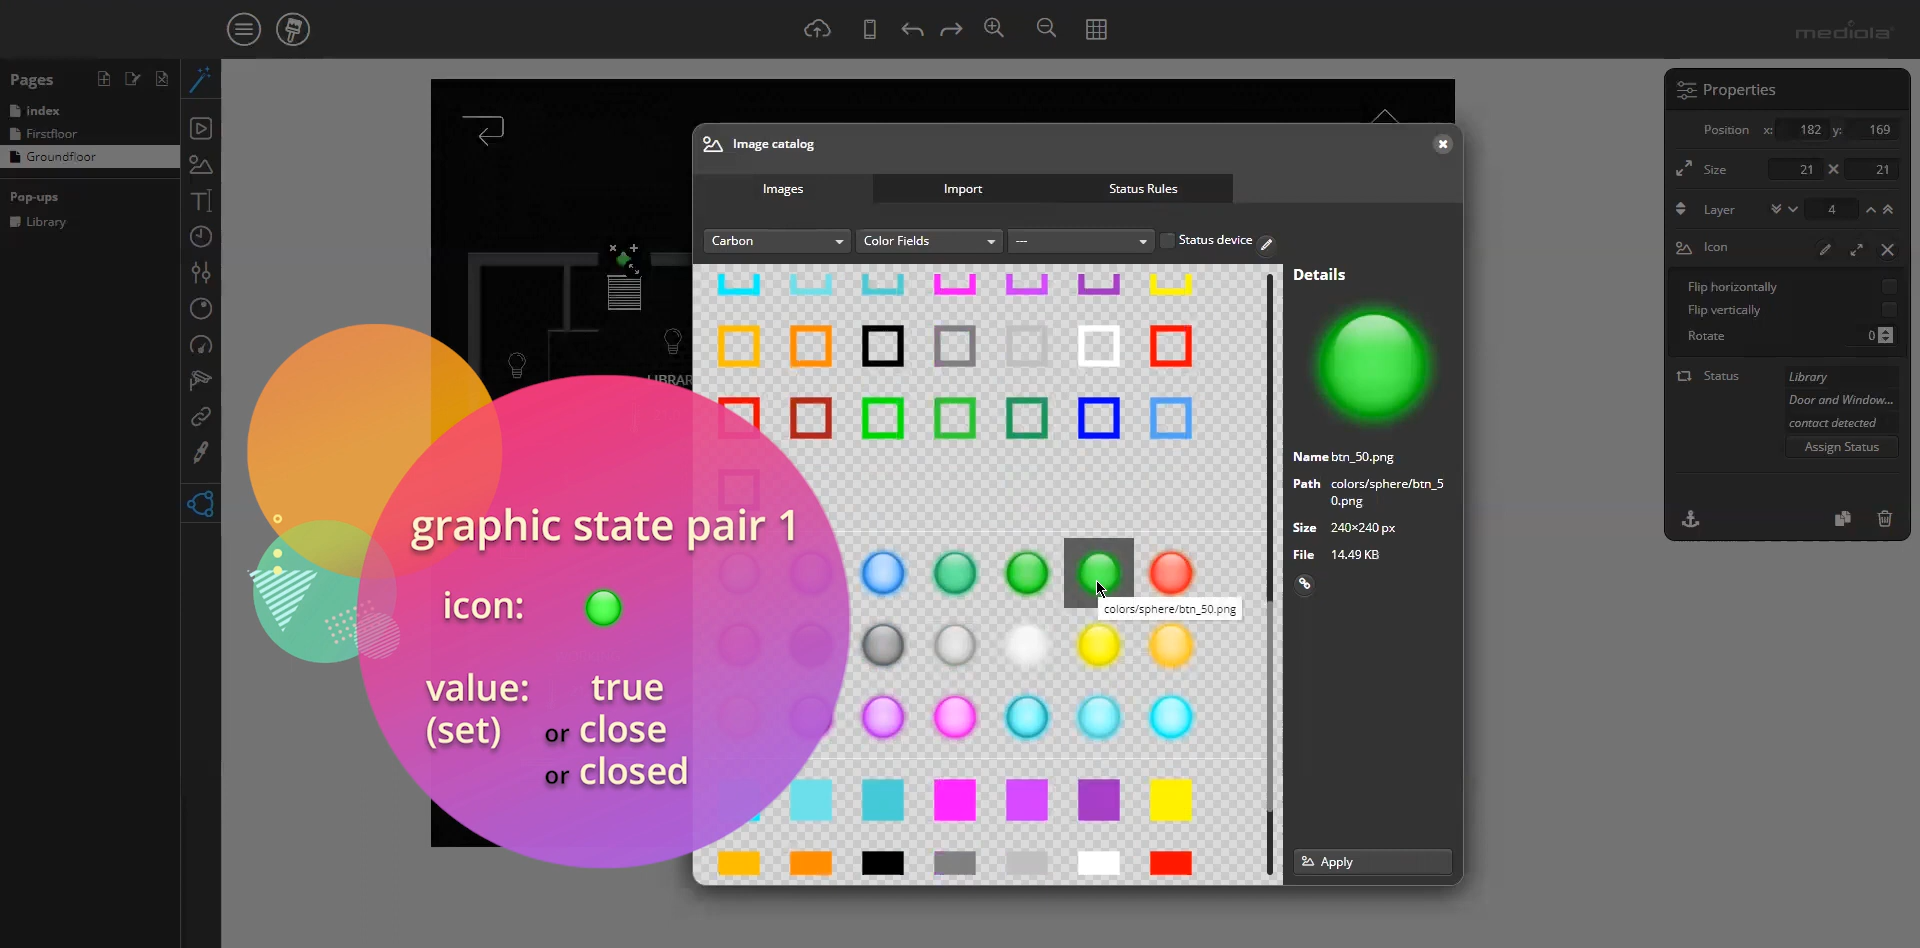 mediola
Pages
index
Firstfloor
Groundfloor
Pop-ups
Library
Image catalog
Images
Import
Status Rules
Carbon
Color Fields
---
Status device
Details
Name btn_50.png
Path colors/sphere/btn_5
0.png
Size 240×240 px
File 14.49 KB
Apply
colors/sphere/btn_50.png
LIBRAR
graphic state pair 1
icon:
value: true
(set) or close
or closed
Properties
Position x: 182 y: 169
Size 21 × 21
Layer 4
Icon
Flip horizontally
Flip vertically
Rotate 0
Status Library
Door and Window...
contact detected
Assign Status